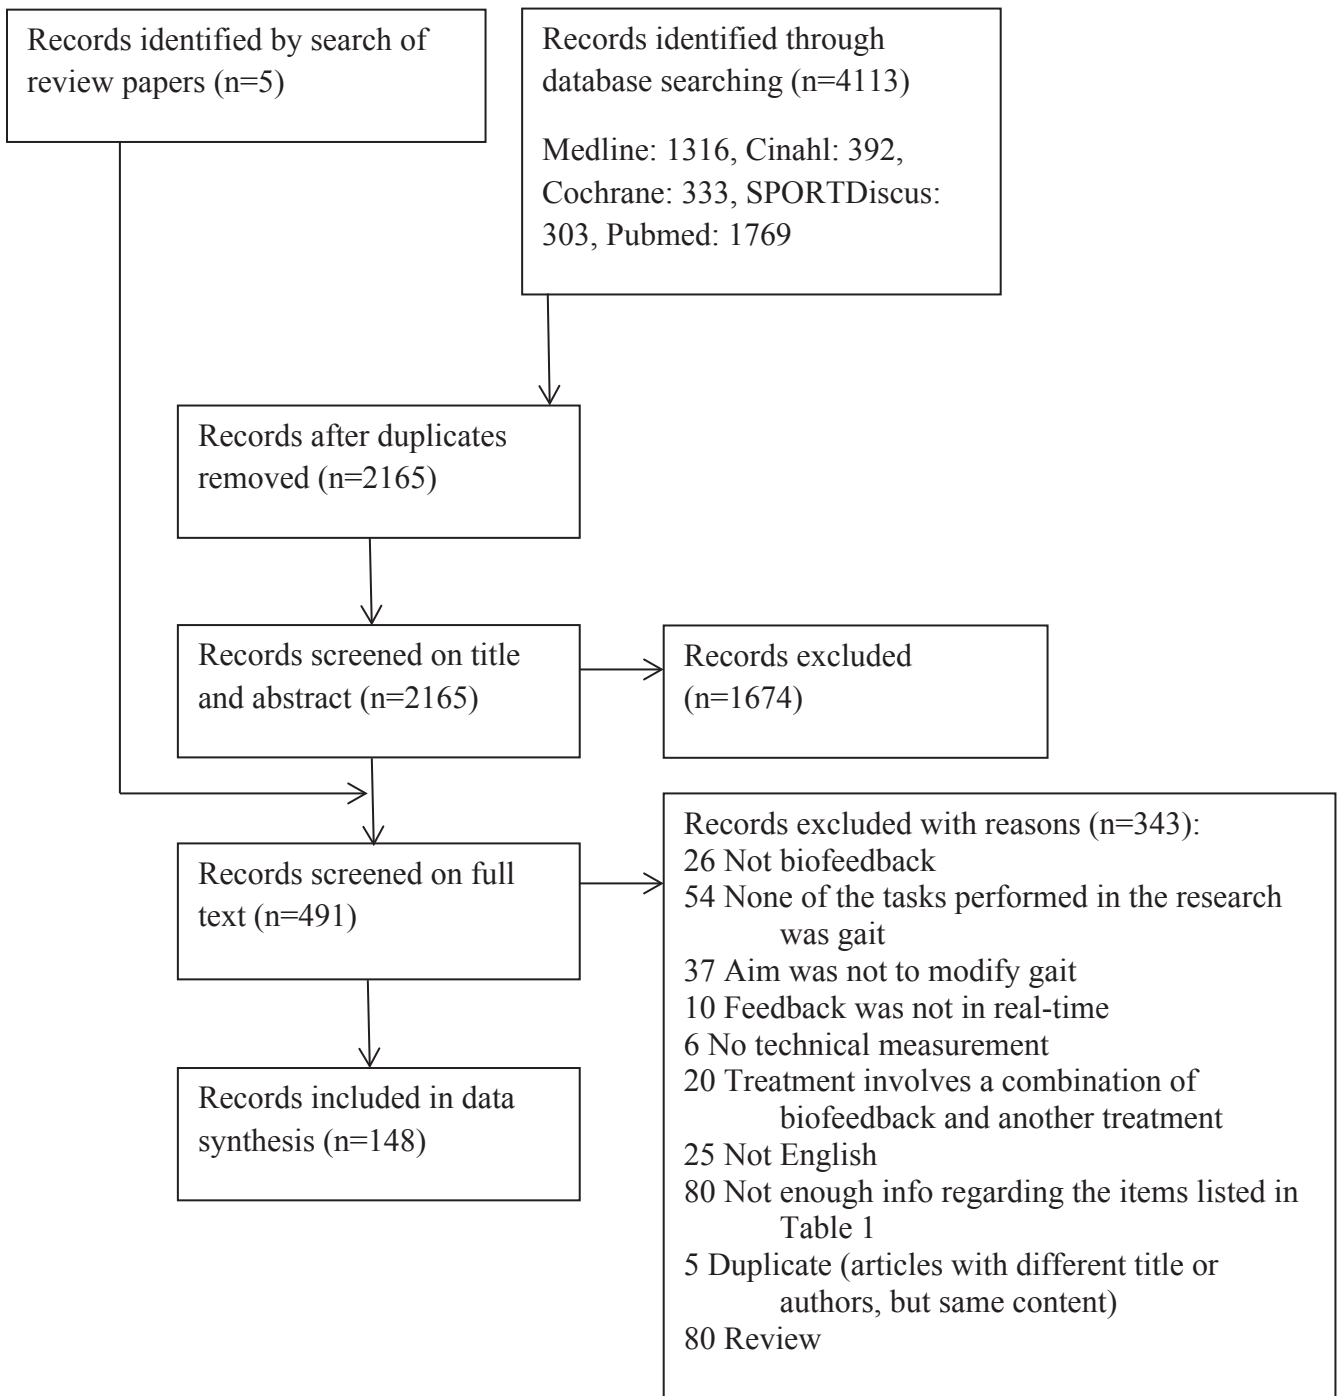 Records identified by search of
review papers (n=5)
Records identified through
database searching (n=4113)
Medline: 1316, Cinahl: 392,
Cochrane: 333, SPORTDiscus:
303, Pubmed: 1769
Records after duplicates
removed (n=2165)
Records screened on title
and abstract (n=2165)
Records excluded
(n=1674)
Records screened on full
text (n=491)
Records excluded with reasons (n=343):
26 Not biofeedback
54 None of the tasks performed in the research
was gait
37 Aim was not to modify gait
10 Feedback was not in real-time
6 No technical measurement
20 Treatment involves a combination of
biofeedback and another treatment
25 Not English
80 Not enough info regarding the items listed in
Table 1
5 Duplicate (articles with different title or
authors, but same content)
80 Review
Records included in data
synthesis (n=148)